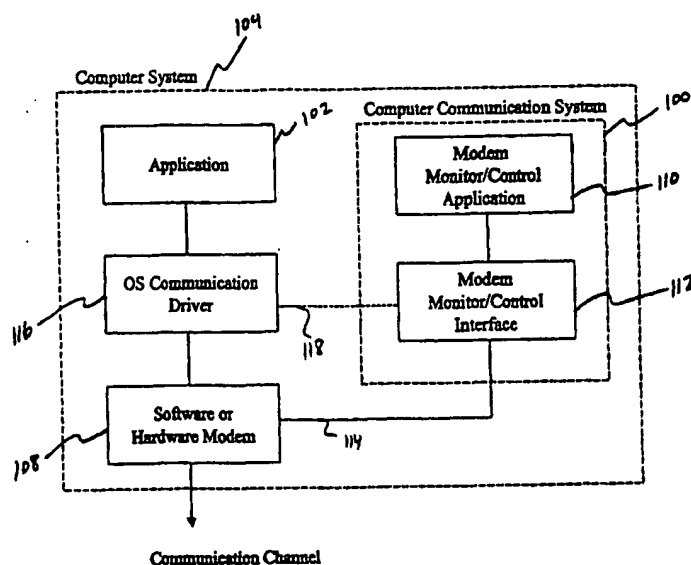 104
Computer System
Computer Communication System
100
102
Application
Modem
Monitor/Control
Application
110
OS Communication
Driver
116
118
Modem
Monitor/Control
Interface
112
Software or
Hardware Modem
108
114
Communication Channel